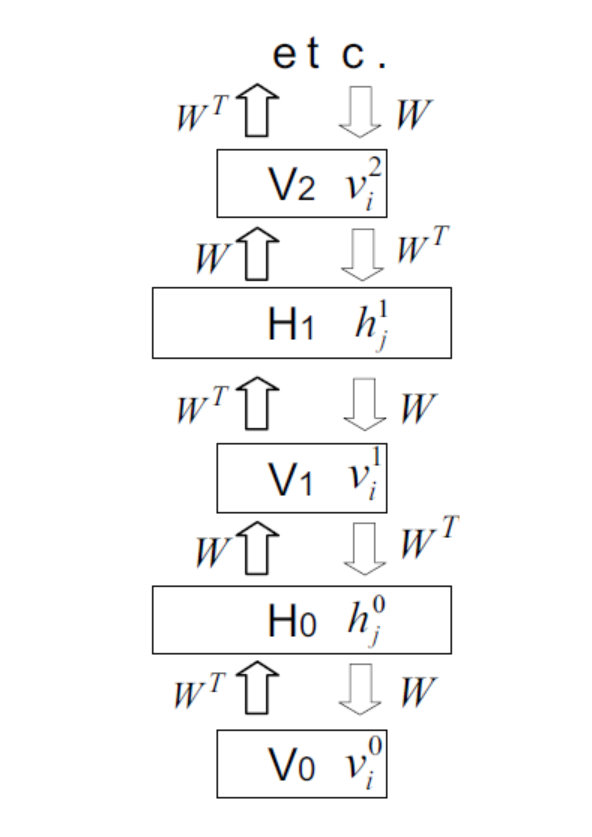 etc.
W^T W
V2 v_i^2
W W^T
H1 h_j^1
W^T W
V1 v_i^1
W W^T
H0 h_j^0
W^T W
V0 v_i^0